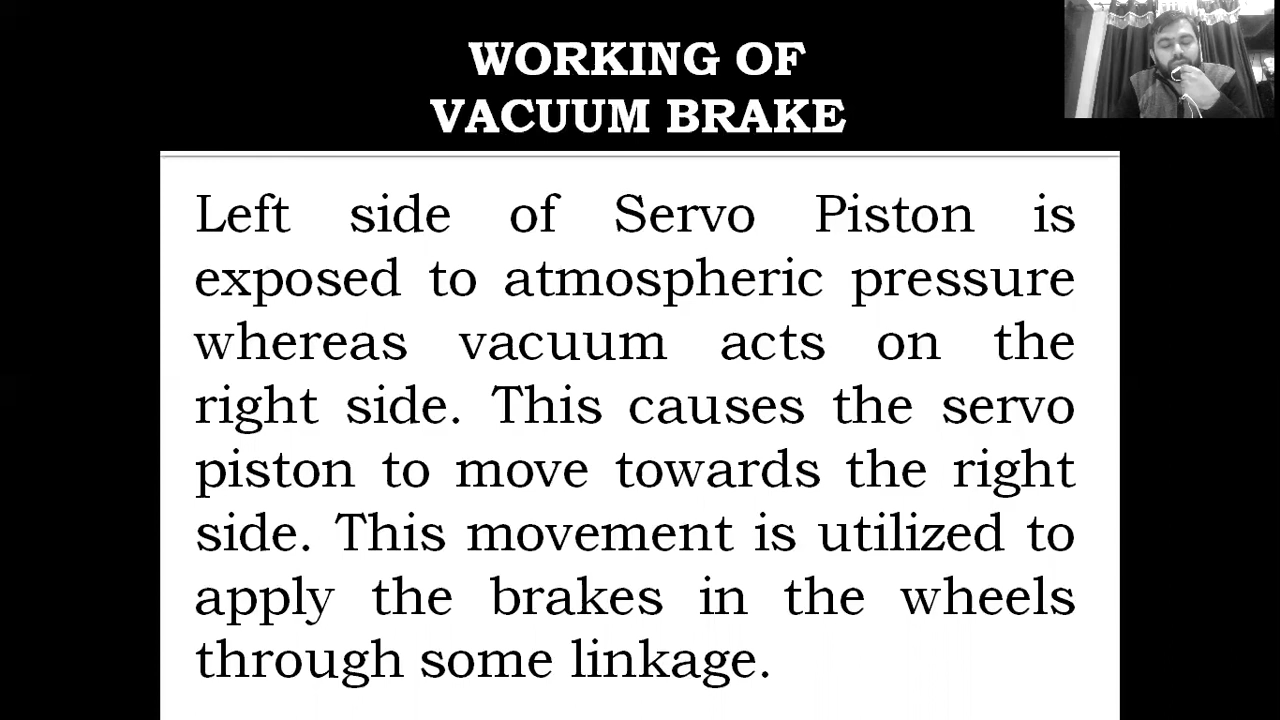 WORKING OF
VACUUM BRAKE
Left side of Servo Piston is
exposed to atmospheric pressure
whereas vacuum acts on the
right side. This causes the servo
piston to move towards the right
side. This movement is utilized to
apply the brakes in the wheels
through some linkage.